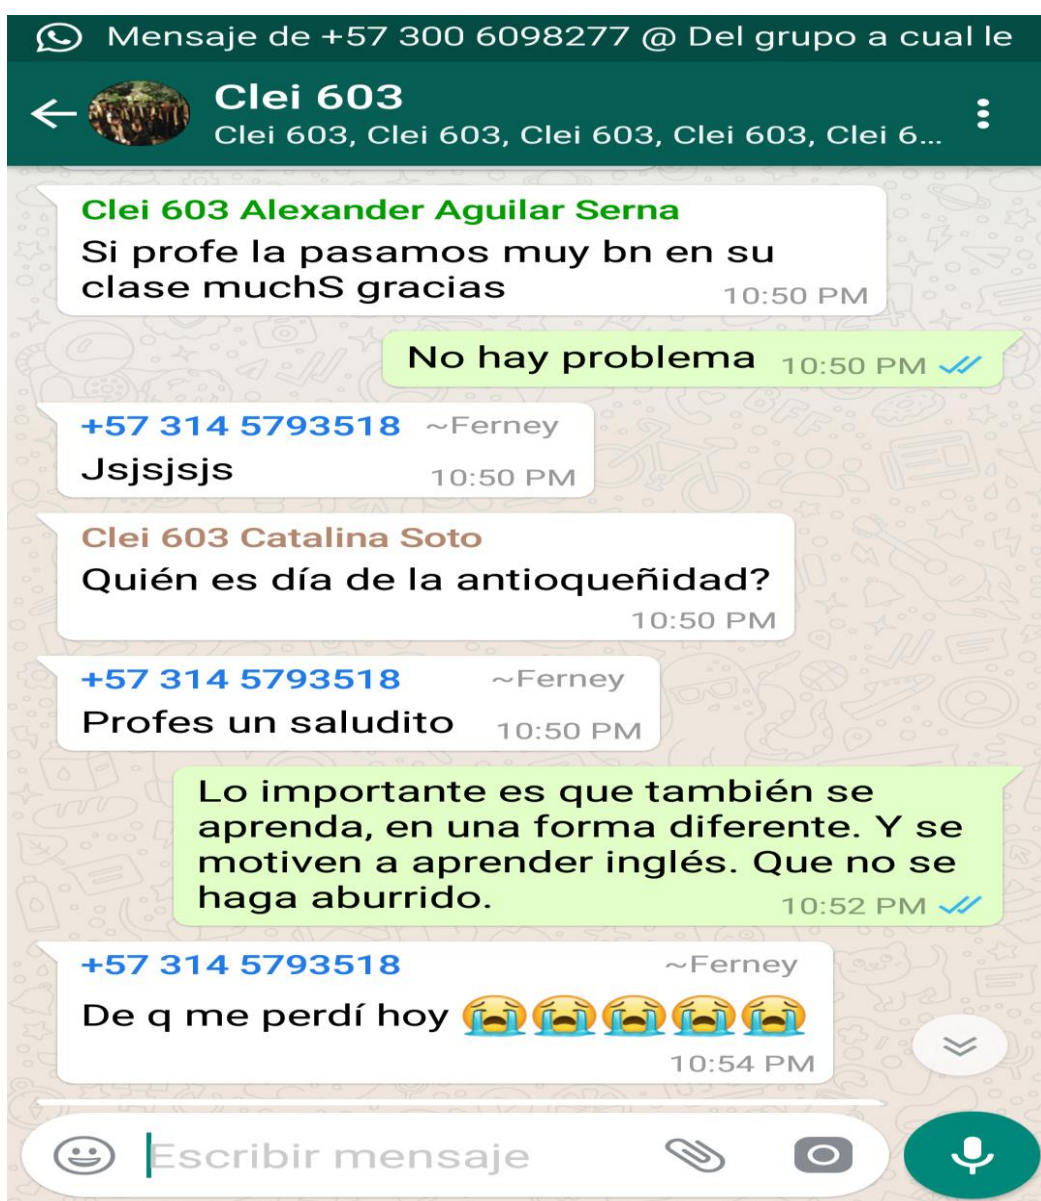 Mensaje de +57 300 6098277 @ Del grupo a cual le
Clei 603
Clei 603, Clei 603, Clei 603, Clei 603, Clei 6...
Clei 603 Alexander Aguilar Serna
Si profe la pasamos muy bn en su
clase muchS gracias
10:50 PM
No hay problema 10:50 PM
+57 314 5793518 ~Ferney
Jsjsjsjs 10:50 PM
Clei 603 Catalina Soto
Quién es día de la antioqueñidad?
10:50 PM
+57 314 5793518 ~Ferney
Profes un saludito 10:50 PM
Lo importante es que también se
aprenda, en una forma diferente. Y se
motiven a aprender inglés. Que no se
haga aburrido. 10:52 PM
+57 314 5793518 ~Ferney
De q me perdí hoy 😭😭😭😭😭
10:54 PM
Escribir mensaje